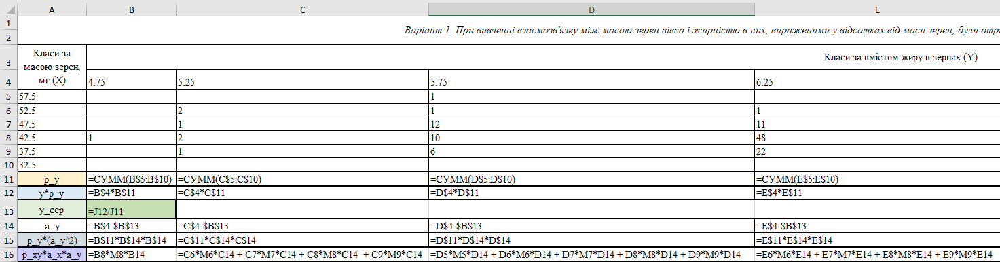 A B C D E
1
2 Варіант 1. При вивченні взаємозв'язку між масою зерен вівса і жирністю в них, вираженими у відсотках від маси зерен, були
3 Класи за масою зерен, мг (X) Класи за вмістом жиру в зернах (Y)
4 4.75 5.25 5.75 6.25
5 57.5 1
6 52.5 2 1 1
7 47.5 1 12 11
8 42.5 1 2 10 48
9 37.5 1 6 22
10 32.5
11 p_y =СУММ(B$5:B$10) =СУММ(C$5:C$10) =СУММ(D$5:D$10) =СУММ(E$5:E$10)
12 y*p_y =B$4*B$11 =C$4*C$11 =D$4*D$11 =E$4*E$11
13 y_сер =J12/J11
14 a_y =B$4-$B$13 =C$4-$B$13 =D$4-$B$13 =E$4-$B$13
15 p_y*(a_y^2) =B$11*B$14*B$14 =C$11*C$14*C$14 =D$11*D$14*D$14 =E$11*E$14*E$14
16 p_xy*a_x*a_y =B8*M8*B14 =C6*M6*C14 + C7*M7*C14 + C8*M8*C14 + C9*M9*C14 =D5*M5*D14 + D6*M6*D14 + D7*M7*D14 + D8*M8*D14 + D9*M9*D14 =E6*M6*E14 + E7*M7*E14 + E8*M8*E14 + E9*M9*E14